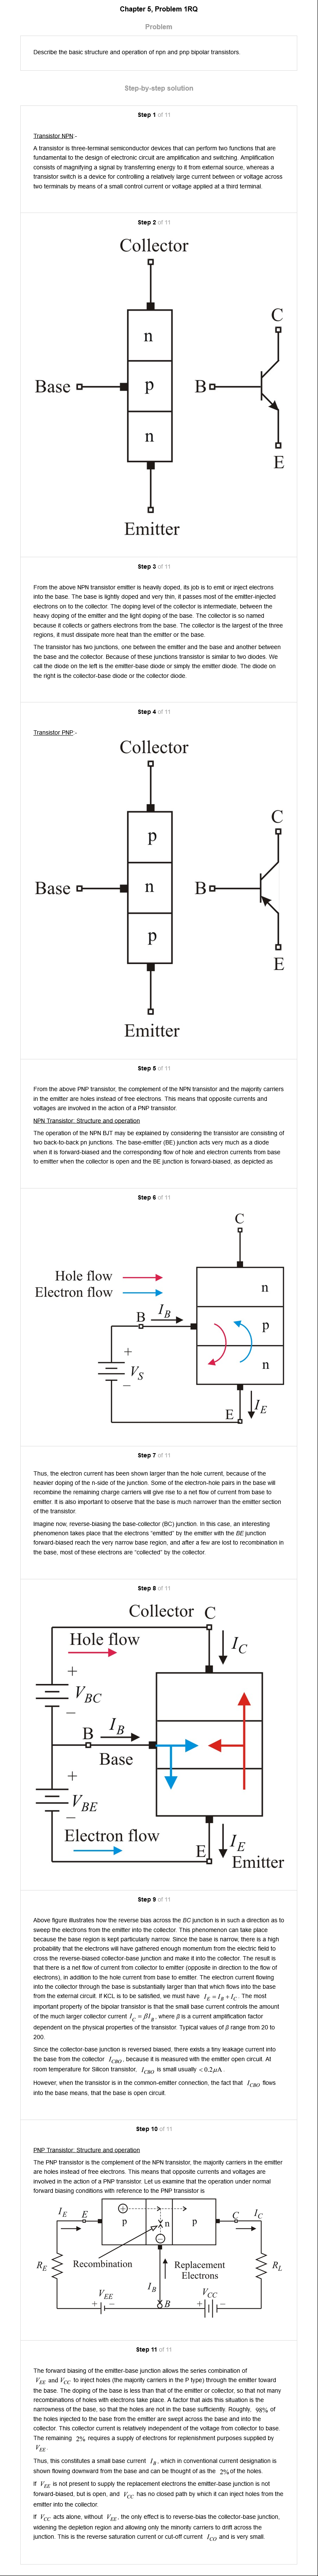 Chapter 5, Problem 1RQ
Problem
Describe the basic structure and operation of npn and pnp bipolar transistors.
Step-by-step solution
Step 1 of 11
Transistor NPN:-
A transistor is three-terminal semiconductor devices that can perform two functions that are
fundamental to the design of electronic circuit are amplification and switching. Amplification
consists of magnifying a signal by transferring energy to it from external source, whereas a
transistor switch is a device for controlling a relatively large current between or voltage across
two terminals by means of a small control current or voltage applied at a third terminal.
Step 2 of 11
Collector
n
C
Base
p
B
n
E
Emitter
Step 3 of 11
From the above NPN transistor emitter is heavily doped, its job is to emit or inject electrons
into the base. The base is lightly doped and very thin, it passes most of the emitter-injected
electrons on to the collector. The doping level of the collector is intermediate, between the
heavy doping of the emitter and the light doping of the base. The collector is so named
because it collects or gathers electrons from the base. The collector is the largest of the three
regions, it must dissipate more heat than the emitter or the base.
The transistor has two junctions, one between the emitter and the base and another between
the base and the collector. Because of these junctions transistor is similar to two diodes. We
call the diode on the left is the emitter-base diode or simply the emitter diode. The diode on
the right is the collector-base diode or the collector diode.
Step 4 of 11
Transistor PNP:-
Collector
p
C
Base
n
B
p
E
Emitter
Step 5 of 11
From the above PNP transistor, the complement of the NPN transistor and the majority carriers
in the emitter are holes instead of free electrons. This means that opposite currents and
voltages are involved in the action of a PNP transistor.
NPN Transistor: Structure and operation
The operation of the NPN BJT may be explained by considering the transistor are consisting of
two back-to-back pn junctions. The base-emitter (BE) junction acts very much as a diode
when it is forward-biased and the corresponding flow of hole and electron currents from base
to emitter when the collector is open and the BE junction is forward-biased, as depicted as
Step 6 of 11
C
Hole flow
Electron flow
n
B
I_B
p
+
V_S
−
n
E
I_E
Step 7 of 11
Thus, the electron current has been shown larger than the hole current, because of the
heavier doping of the n-side of the junction. Some of the electron-hole pairs in the base will
recombine the remaining charge carriers will give rise to a net flow of current from base to
emitter. It is also important to observe that the base is much narrower than the emitter section
of the transistor.
Imagine now, reverse-biasing the base-collector (BC) junction. In this case, an interesting
phenomenon takes place that the electrons “emitted” by the emitter with the BE junction
forward-biased reach the very narrow base region, and after a few are lost to recombination in
the base, most of these electrons are “collected” by the collector.
Step 8 of 11
Collector C
Hole flow
I_C
+
V_BC
−
B
I_B
Base
+
V_BE
−
Electron flow
E
I_E
Emitter
Step 9 of 11
Above figure illustrates how the reverse bias across the BC junction is in such a direction as to
sweep the electrons from the emitter into the collector. This phenomenon can take place
because the base region is kept particularly narrow. Since the base is narrow, there is a high
probability that the electrons will have gathered enough momentum from the electric field to
cross the reverse-biased collector-base junction and make it into the collector. The result is
that there is a net flow of current from collector to emitter (opposite in direction to the flow of
electrons), in addition to the hole current from base to emitter. The electron current flowing
into the collector through the base is substantially larger than that which flows into the base
from the external circuit. If KCL is to be satisfied, we must have I_E = I_B + I_C. The most
important property of the bipolar transistor is that the small base current controls the amount
of the much larger collector current I_C = βI_B, where β is a current amplification factor
dependent on the physical properties of the transistor. Typical values of β range from 20 to
200.
Since the collector-base junction is reversed biased, there exists a tiny leakage current into
the base from the collector I_CBO, because it is measured with the emitter open circuit. At
room temperature for Silicon transistor, I_CBO is small usually < 0.2μA.
However, when the transistor is in the common-emitter connection, the fact that I_CBO flows
into the base means, that the base is open circuit.
Step 10 of 11
PNP Transistor: Structure and operation
The PNP transistor is the complement of the NPN transistor, the majority carriers in the emitter
are holes instead of free electrons. This means that opposite currents and voltages are
involved in the action of a PNP transistor. Let us examine that the operation under normal
forward biasing conditions with reference to the PNP transistor is
I_E E + C I_C
p n p
−
R_E Recombination Replacement R_L
Electrons
I_B
V_EE V_CC
+ − B + −
Step 11 of 11
The forward biasing of the emitter-base junction allows the series combination of
V_EE and V_CC to inject holes (the majority carriers in the P type) through the emitter toward
the base. The doping of the base is less than that of the emitter or collector, so that not many
recombinations of holes with electrons take place. A factor that aids this situation is the
narrowness of the base, so that the holes are not in the base sufficiently. Roughly, 98% of
the holes injected to the base from the emitter are swept across the base and into the
collector. This collector current is relatively independent of the voltage from collector to base.
The remaining 2% requires a supply of electrons for replenishment purposes supplied by
V_EE.
Thus, this constitutes a small base current I_B, which in conventional current designation is
shown flowing downward from the base and can be thought of as the 2% of the holes.
If V_EE is not present to supply the replacement electrons the emitter-base junction is not
forward-biased, but is open, and V_CC has no closed path by which it can inject holes from the
emitter into the collector.
If V_CC acts alone, without V_EE, the only effect is to reverse-bias the collector-base junction,
widening the depletion region and allowing only the minority carriers to drift across the
junction. This is the reverse saturation current or cut-off current I_CO and is very small.